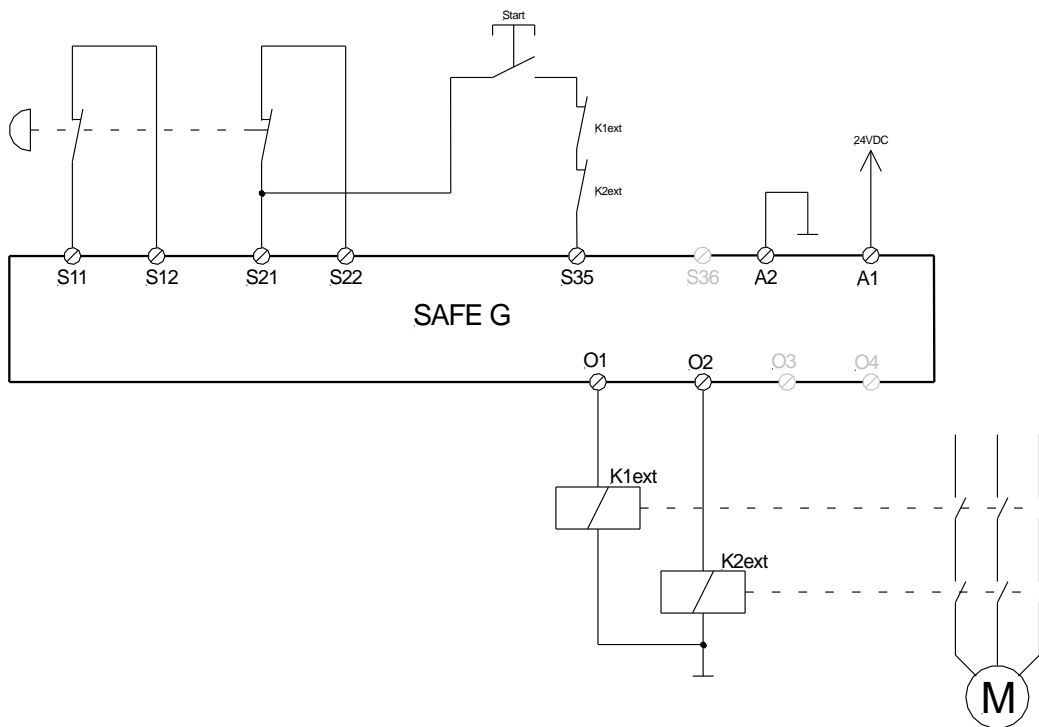 Start
K1ext
24VDC
K2ext
S11
S12
S21
S22
S35
S36
A2
A1
SAFE G
O1
O2
O3
O4
K1ext
K2ext
M